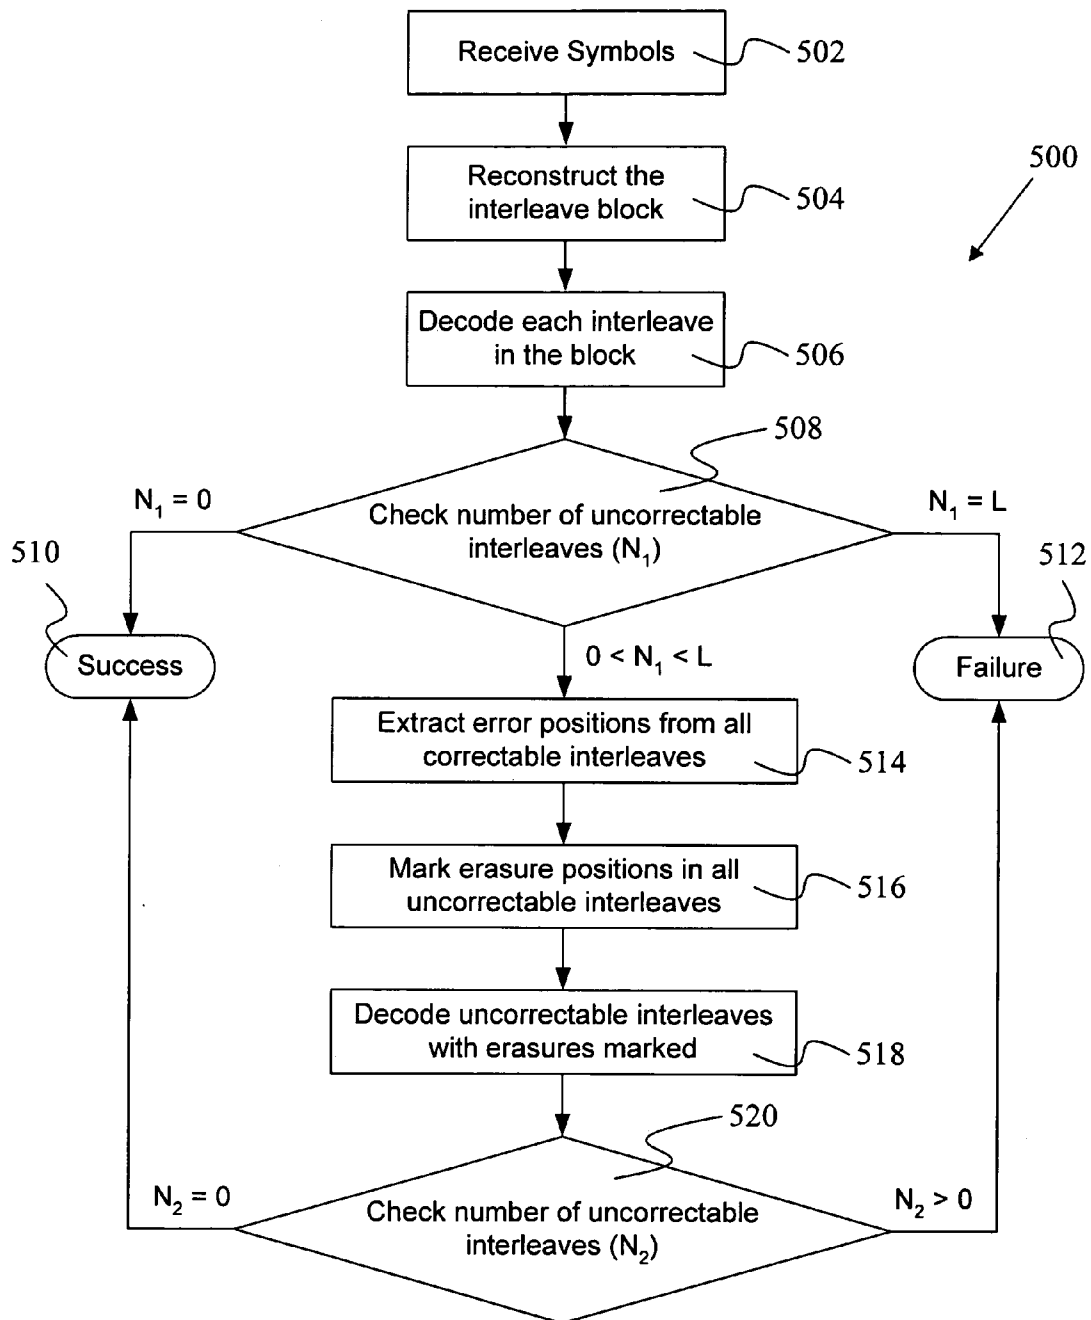 Receive Symbols
502
Reconstruct the
interleave block
504
500
Decode each interleave
in the block
506
508
N₁ = 0
Check number of uncorrectable
interleaves (N₁)
N₁ = L
510
512
Success
0 < N₁ < L
Failure
Extract error positions from all
correctable interleaves
514
Mark erasure positions in all
uncorrectable interleaves
516
Decode uncorrectable interleaves
with erasures marked
518
520
N₂ = 0
Check number of uncorrectable
interleaves (N₂)
N₂ > 0